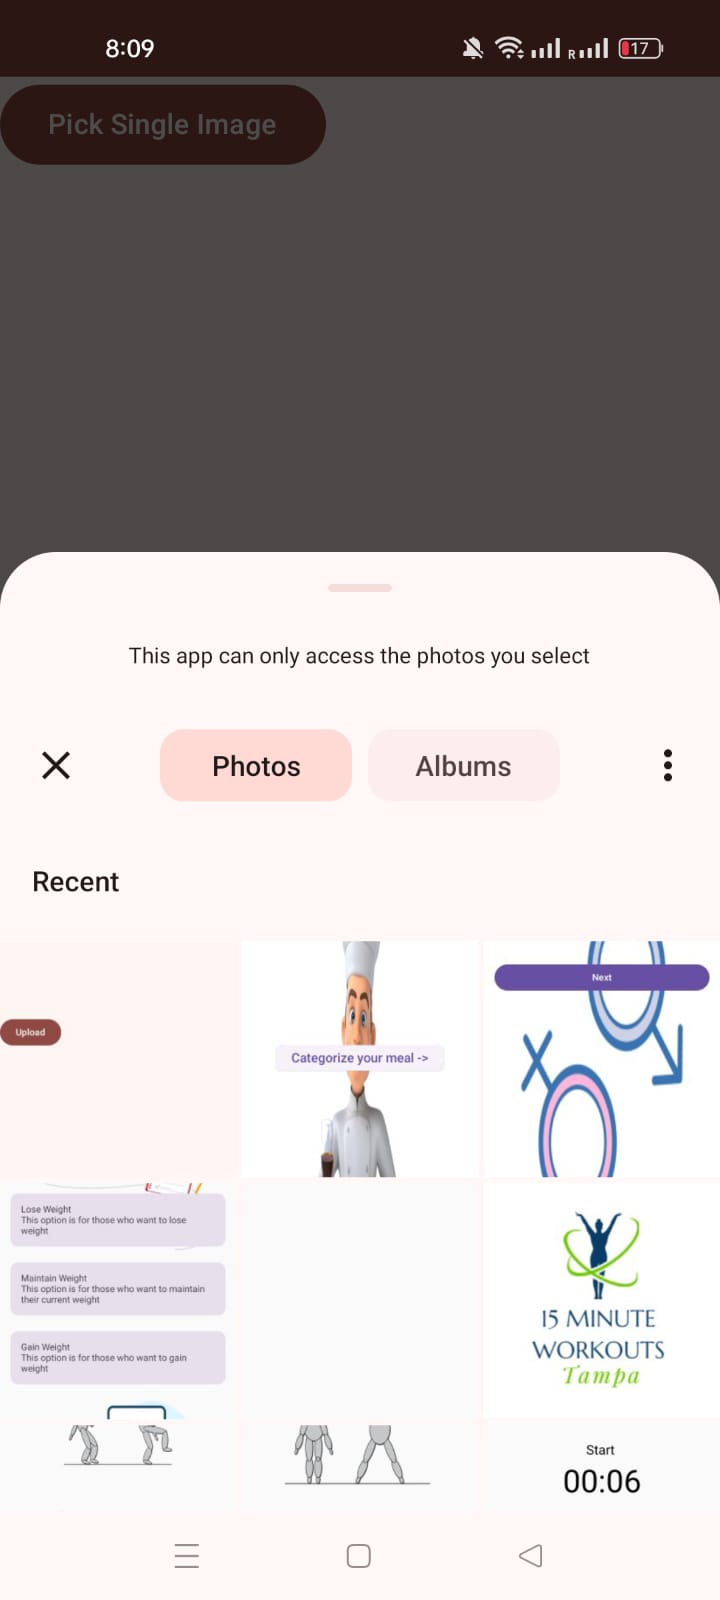 8:09
R
17
Pick Single Image
This app can only access the photos you select
Photos
Albums
Recent
Upload
Categorize your meal ->
Next
Lose Weight
This option is for those who want to lose
weight
Maintain Weight
This option is for those who want to maintain
their current weight
Gain Weight
This option is for those who want to gain
weight
15 MINUTE
WORKOUTS
Tampa
Start
00:06